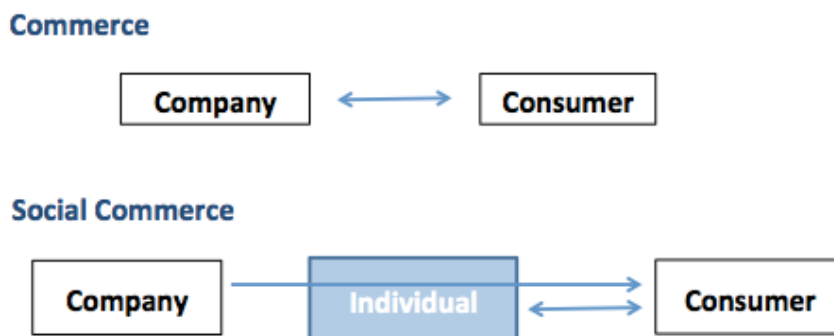 Commerce
Company
Consumer
Social Commerce
Company
Individual
Consumer